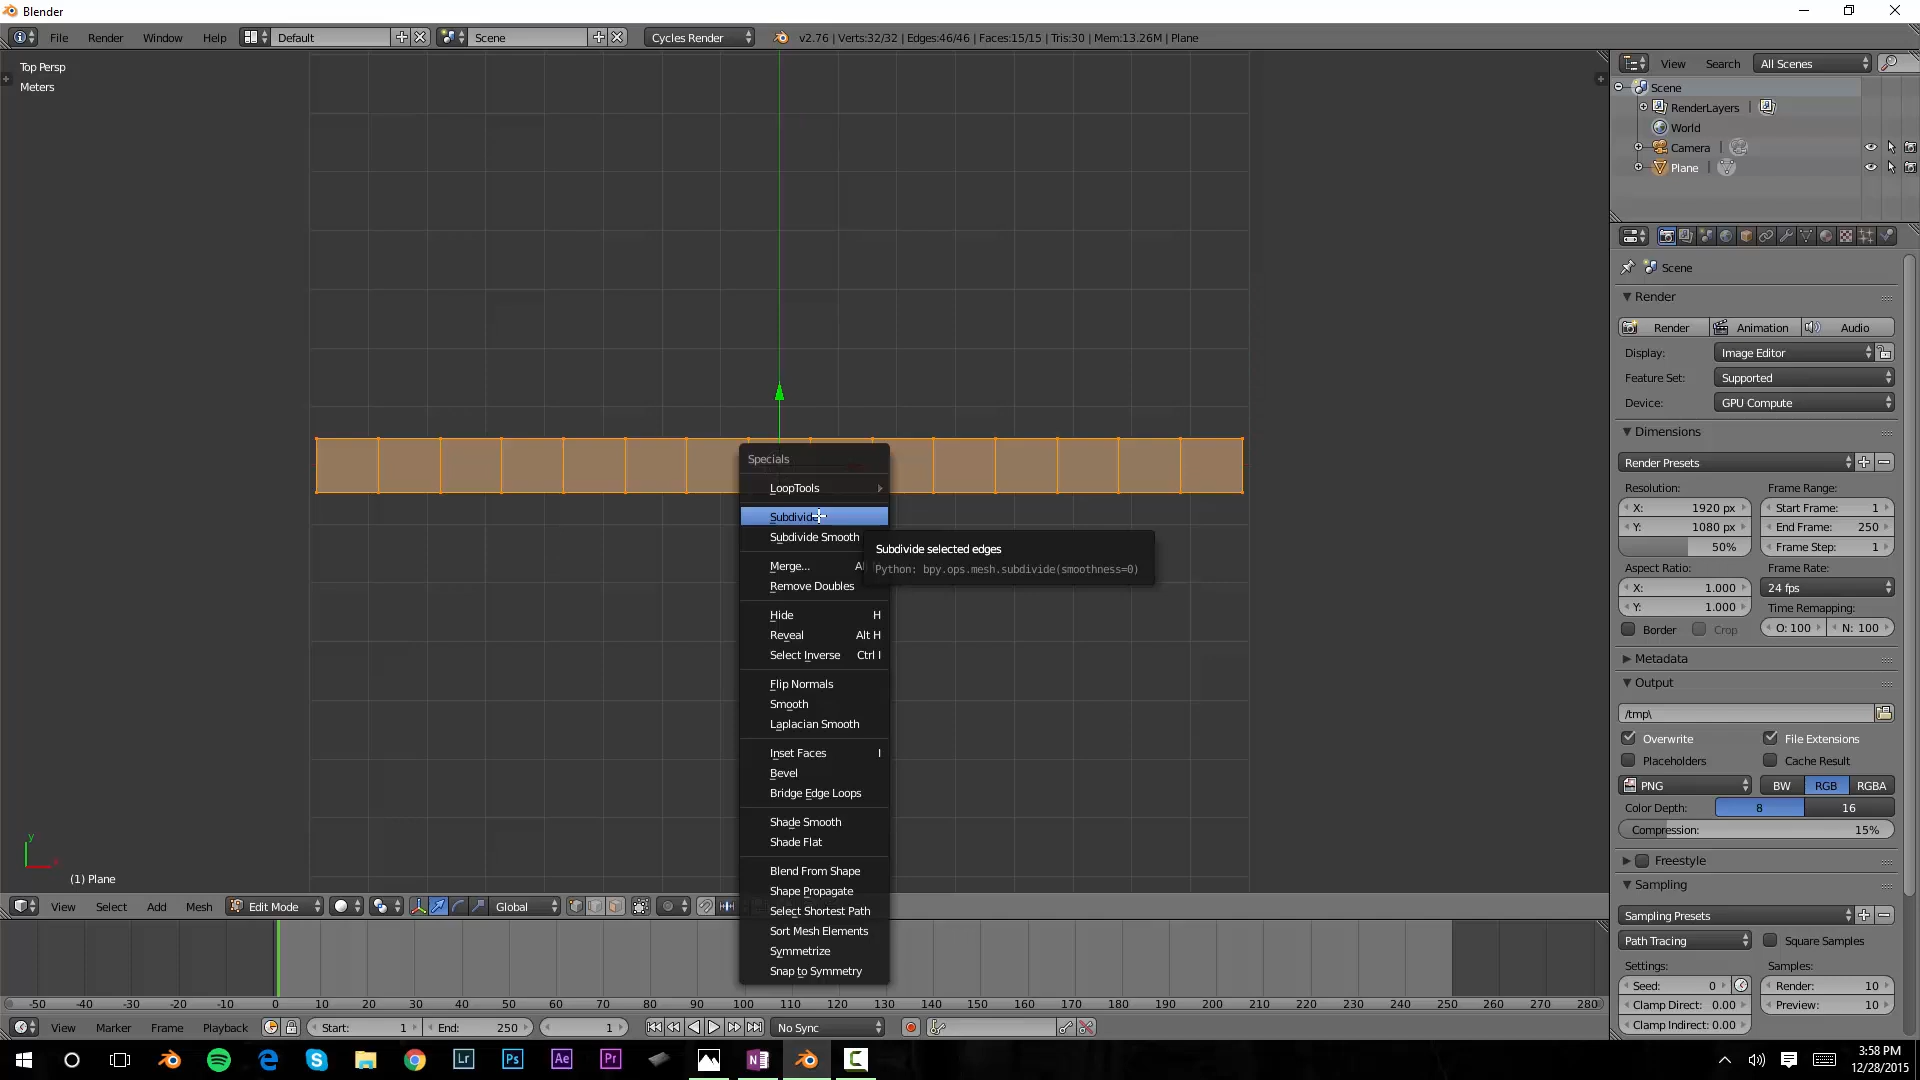 Blender
File Render Window Help Default Scene Cycles Render v2.76 | Verts:32/32 | Edges:46/46 | Faces:15/15 | Tris:30 | Mem:13.26M | Plane
Top Persp
Meters
(1) Plane
y
Specials
LoopTools
Subdivide
Subdivide Smooth
Merge... Al
Remove Doubles
Hide H
Reveal Alt H
Select Inverse Ctrl I
Flip Normals
Smooth
Laplacian Smooth
Inset Faces I
Bevel
Bridge Edge Loops
Shade Smooth
Shade Flat
Blend From Shape
Shape Propagate
Select Shortest Path
Sort Mesh Elements
Symmetrize
Snap to Symmetry
Subdivide selected edges
Python: bpy.ops.mesh.subdivide(smoothness=0)
View Search All Scenes
Scene
RenderLayers
World
Camera
Plane
Scene
Render
Render Animation Audio
Display: Image Editor
Feature Set: Supported
Device: GPU Compute
Dimensions
Render Presets
Resolution: Frame Range:
X: 1920 px Start Frame: 1
Y: 1080 px End Frame: 250
50% Frame Step: 1
Aspect Ratio: Frame Rate:
X: 1.000 24 fps
Y: 1.000 Time Remapping:
Border Crop O: 100 N: 100
Metadata
Output
/tmp\
Overwrite File Extensions
Placeholders Cache Result
PNG BW RGB RGBA
Color Depth: 8 16
Compression: 15%
Freestyle
Sampling
Sampling Presets
Path Tracing Square Samples
Settings: Samples:
Seed: 0 Render: 10
Clamp Direct: 0.00 Preview: 10
Clamp Indirect: 0.00
View Select Add Mesh Edit Mode Global
-50 -40 -30 -20 -10 0 10 20 30 40 50 60 70 80 90 100 110 120 130 140 150 160 170 180 190 200 210 220 230 240 250 260 270 280
View Marker Frame Playback Start: 1 End: 250 1 No Sync
Lr Ps Ae Pr N C
3:58 PM
12/28/2015